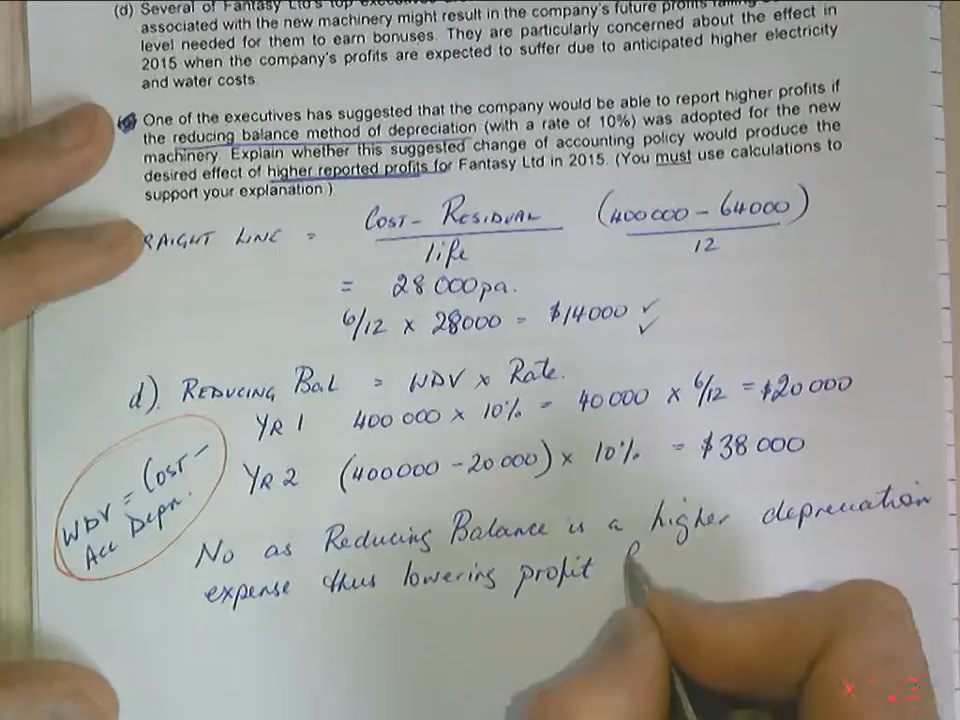 (d) Several of Fantasy Ltd's top
associated with the new machinery might result in the company's future profits falling
level needed for them to earn bonuses. They are particularly concerned about the effect in
2015 when the company's profits are expected to suffer due to anticipated higher electricity
and water costs.
One of the executives has suggested that the company would be able to report higher profits if
the reducing balance method of depreciation (with a rate of 10%) was adopted for the new
machinery. Explain whether this suggested change of accounting policy would produce the
desired effect of higher reported profits for Fantasy Ltd in 2015. (You must use calculations to
support your explanation.)
RAIGHT LINE = COST - RESIDUAL (400 000 - 64000)
life 12
= 28 000 pa.
6/12 x 28000 = $14000 ✓
✓
d). REDUCING BAL = WDV x Rate.
YR 1 400 000 x 10% = 40 000 x 6/12 = $20 000
YR 2 (400000 - 20 000) x 10% = $38 000
WDV = COST -
Acc Depn.
No as Reducing Balance is a higher depreciation
expense thus lowering profit